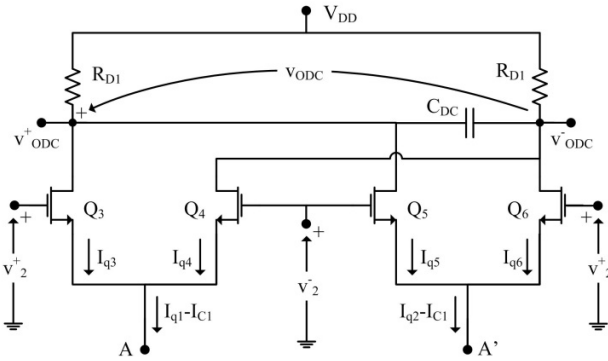 V_DD
R_D1
v_ODC
R_D1
+
C_DC
v^+_ODC
v^-_ODC
Q_3
Q_4
Q_5
Q_6
+
+
+
I_q3
I_q4
I_q5
I_q6
v^+_2
v^-_2
v^+_2
I_q1-I_C1
I_q2-I_C1
A
A'